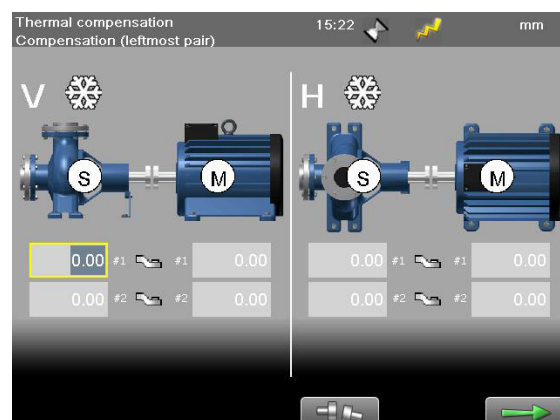 Thermal compensation 15:22 mm
Compensation (leftmost pair)
V H
S M S M
0.00 #1 #1 0.00 0.00 #1 #1 0.00
0.00 #2 #2 0.00 0.00 #2 #2 0.00